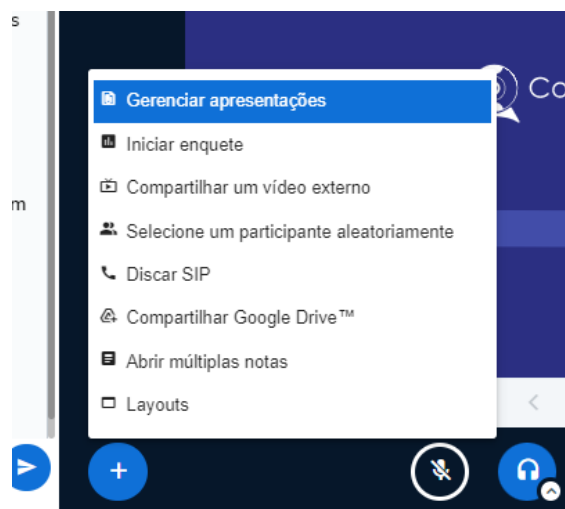 s
m
Co
Gerenciar apresentações
Iniciar enquete
Compartilhar um vídeo externo
Selecione um participante aleatoriamente
Discar SIP
Compartilhar Google Drive™
Abrir múltiplas notas
Layouts